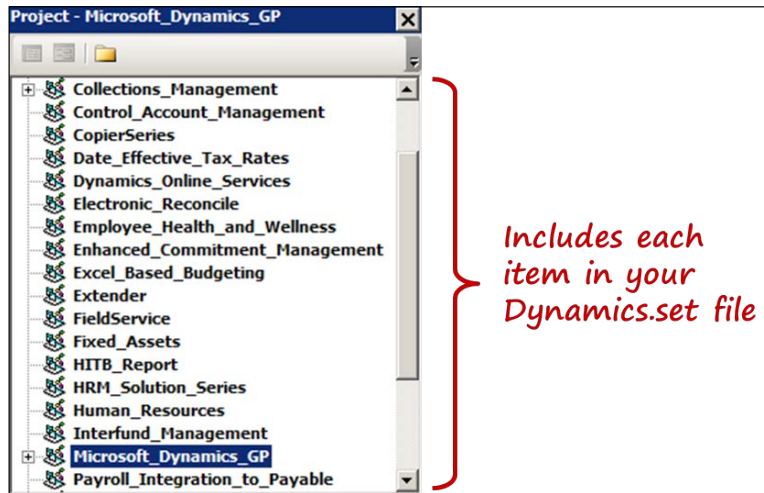 Project - Microsoft_Dynamics_GP
Collections_Management
Control_Account_Management
CopierSeries
Date_Effective_Tax_Rates
Dynamics_Online_Services
Electronic_Reconcile
Employee_Health_and_Wellness
Enhanced_Commitment_Management
Excel_Based_Budgeting
Extender
FieldService
Fixed_Assets
HITB_Report
HRM_Solution_Series
Human_Resources
Interfund_Management
Microsoft_Dynamics_GP
Payroll_Integration_to_Payable
Includes each
item in your
Dynamics.set file